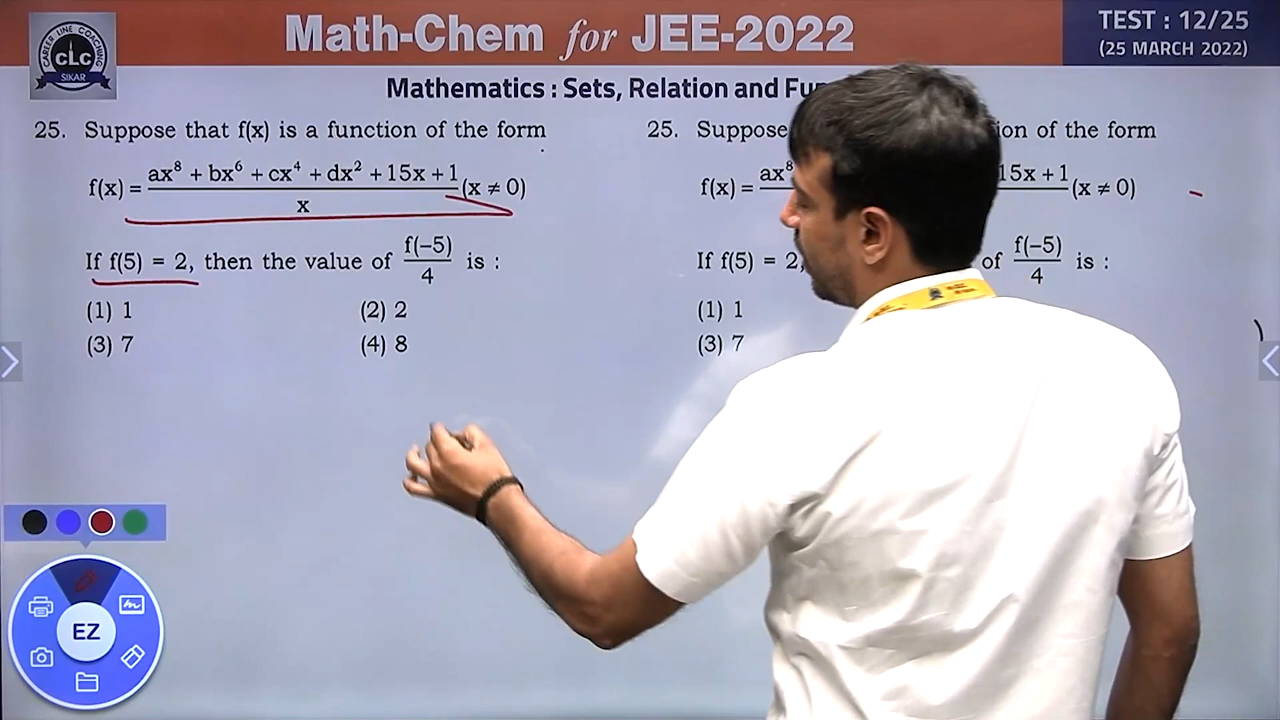 CAREER LINE COACHING
CLC
SIKAR
Math-Chem for JEE-2022
TEST : 12/25
(25 MARCH 2022)
Mathematics : Sets, Relation and
25. Suppose that f(x) is a function of the form
f(x) = ax⁸ + bx⁶ + cx⁴ + dx² + 15x + 1 / x (x ≠ 0)
If f(5) = 2, then the value of f(–5)/4 is :
(1) 1 (2) 2
(3) 7 (4) 8
25. Suppose ion of the form
f(x) = ax⁸ 15x + 1 (x ≠ 0)
If f(5) = 2, of f(–5)/4 is :
(1) 1
(3) 7
EZ